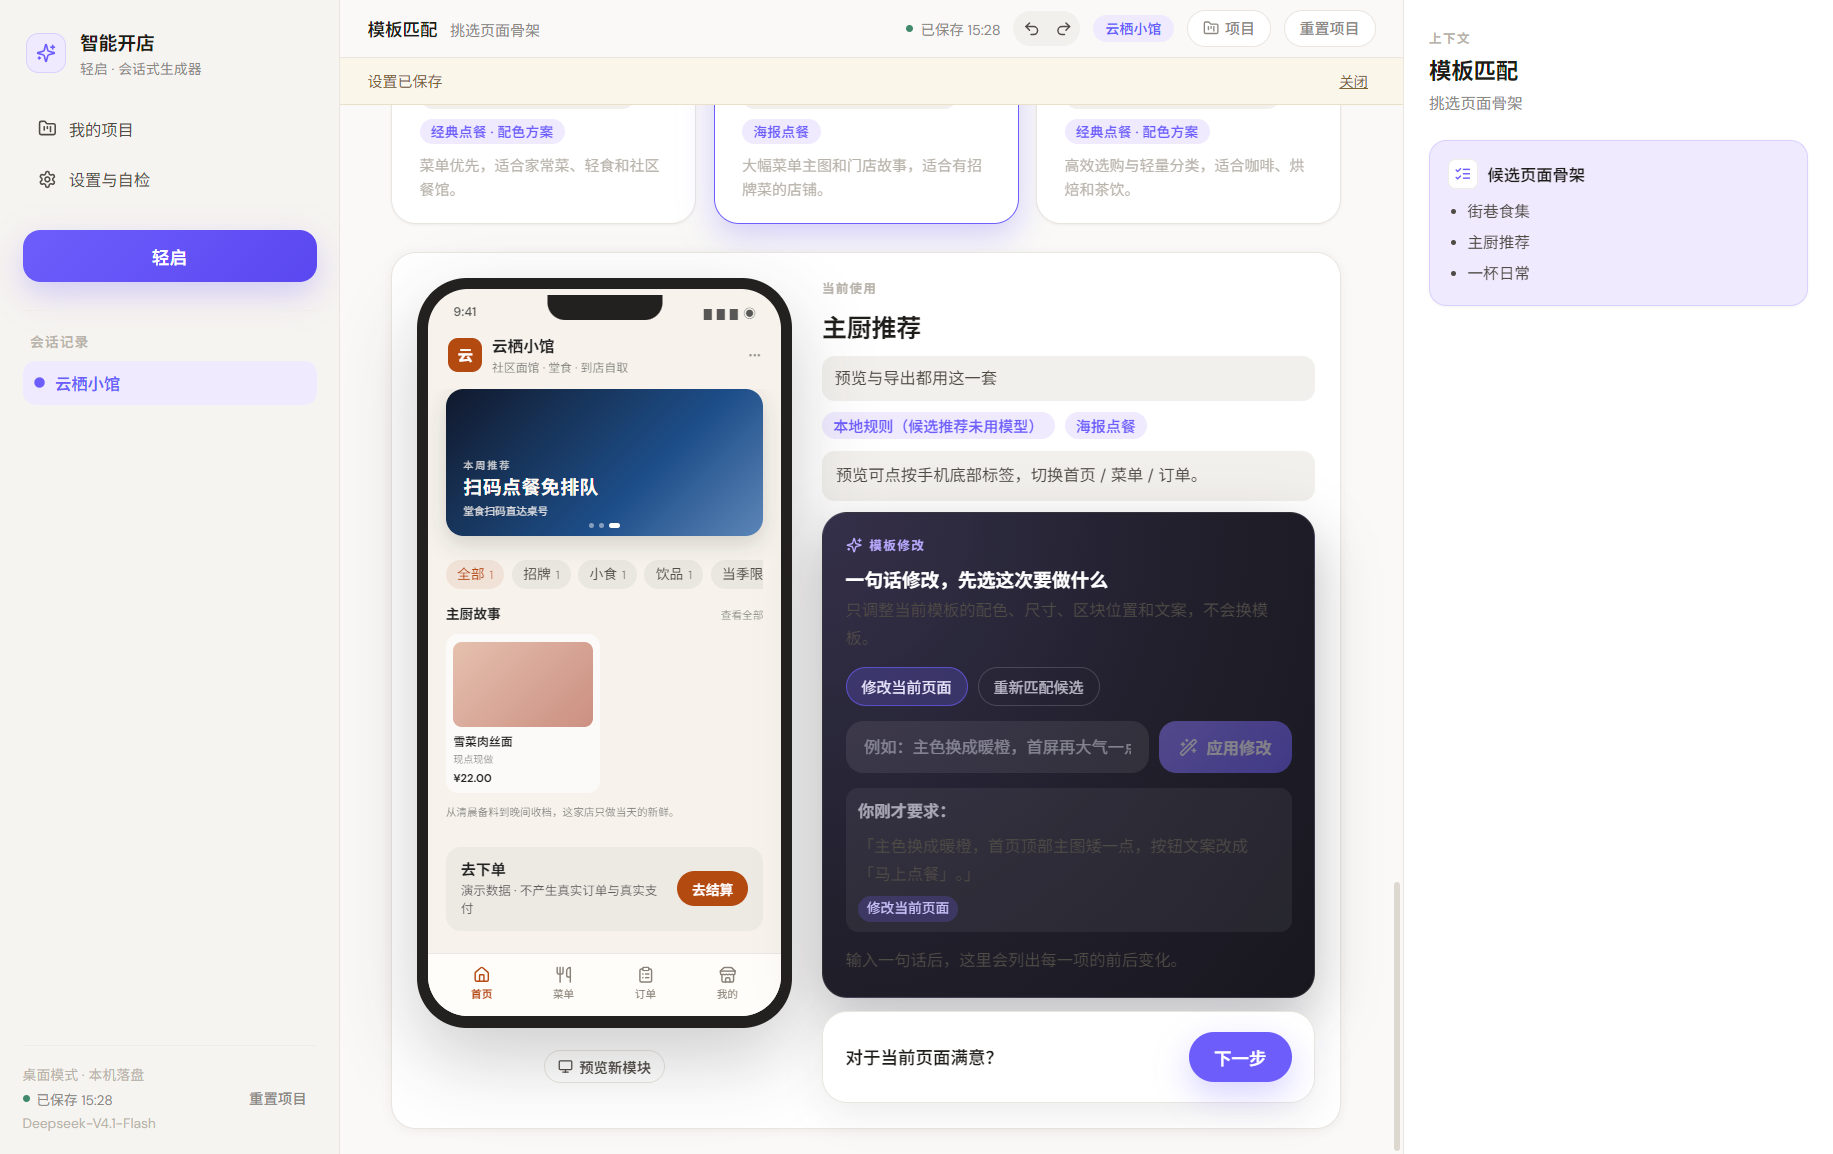 智能开店
轻启 · 会话式生成器
我的项目
设置与自检
轻启
会话记录
云栖小馆
桌面模式 · 本机落盘
已保存 15:28
重置项目
Deepseek-V4.1-Flash
模板匹配
挑选页面骨架
已保存 15:28
云栖小馆
项目
重置项目
设置已保存
关闭
经典点餐 · 配色方案
菜单优先，适合家常菜、轻食和社区
餐馆。
海报点餐
大幅菜单主图和门店故事，适合有招
牌菜的店铺。
经典点餐 · 配色方案
高效选购与轻量分类，适合咖啡、烘
焙和茶饮。
9:41
云
云栖小馆
社区面馆 · 堂食 · 到店自取
本周推荐
扫码点餐免排队
堂食扫码直达桌号
全部 1
招牌 1
小食 1
饮品 1
当季限
主厨故事
查看全部
雪菜肉丝面
现点现做
¥22.00
从清晨备料到晚间收档，这家店只做当天的新鲜。
去下单
演示数据 · 不产生真实订单与真实支
付
去结算
首页
菜单
订单
我的
预览新模块
当前使用
主厨推荐
预览与导出都用这一套
本地规则（候选推荐未用模型）
海报点餐
预览可点按手机底部标签，切换首页 / 菜单 / 订单。
模板修改
一句话修改，先选这次要做什么
只调整当前模板的配色、尺寸、区块位置和文案，不会换模
板。
修改当前页面
重新匹配候选
例如：主色换成暖橙，首屏再大气一
应用修改
你刚才要求：
「主色换成暖橙，首页顶部主图矮一点，按钮文案改成
「马上点餐」。」
修改当前页面
输入一句话后，这里会列出每一项的前后变化。
对于当前页面满意？
下一步
上下文
模板匹配
挑选页面骨架
候选页面骨架
街巷食集
主厨推荐
一杯日常